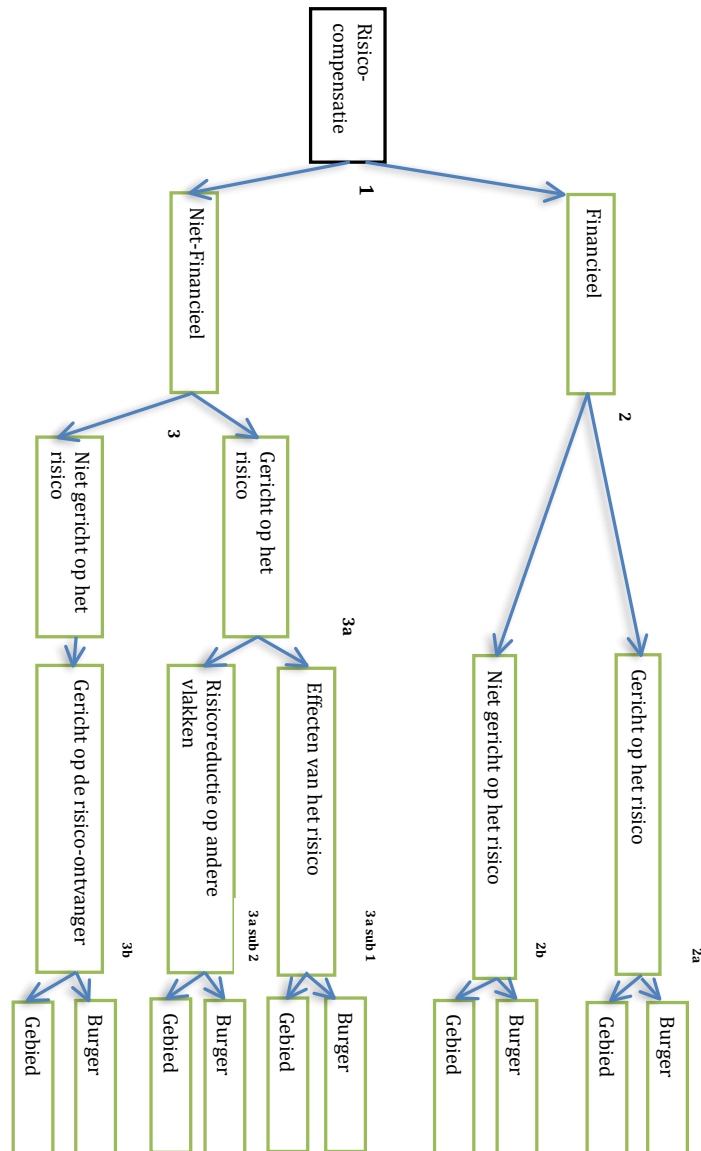 Risico-
compensatie
1
Financieel
Niet-Financieel
2
3
Gericht op het risico
Niet gericht op het risico
Gericht op het
risico
Niet gericht op het
risico
3a
Effecten van het risico
Risicoreductie op andere
vlakken
Gericht op de risico-ontvanger
2a
2b
3a sub 1
3a sub 2
3b
Burger
Gebied
Burger
Gebied
Burger
Gebied
Burger
Gebied
Burger
Gebied